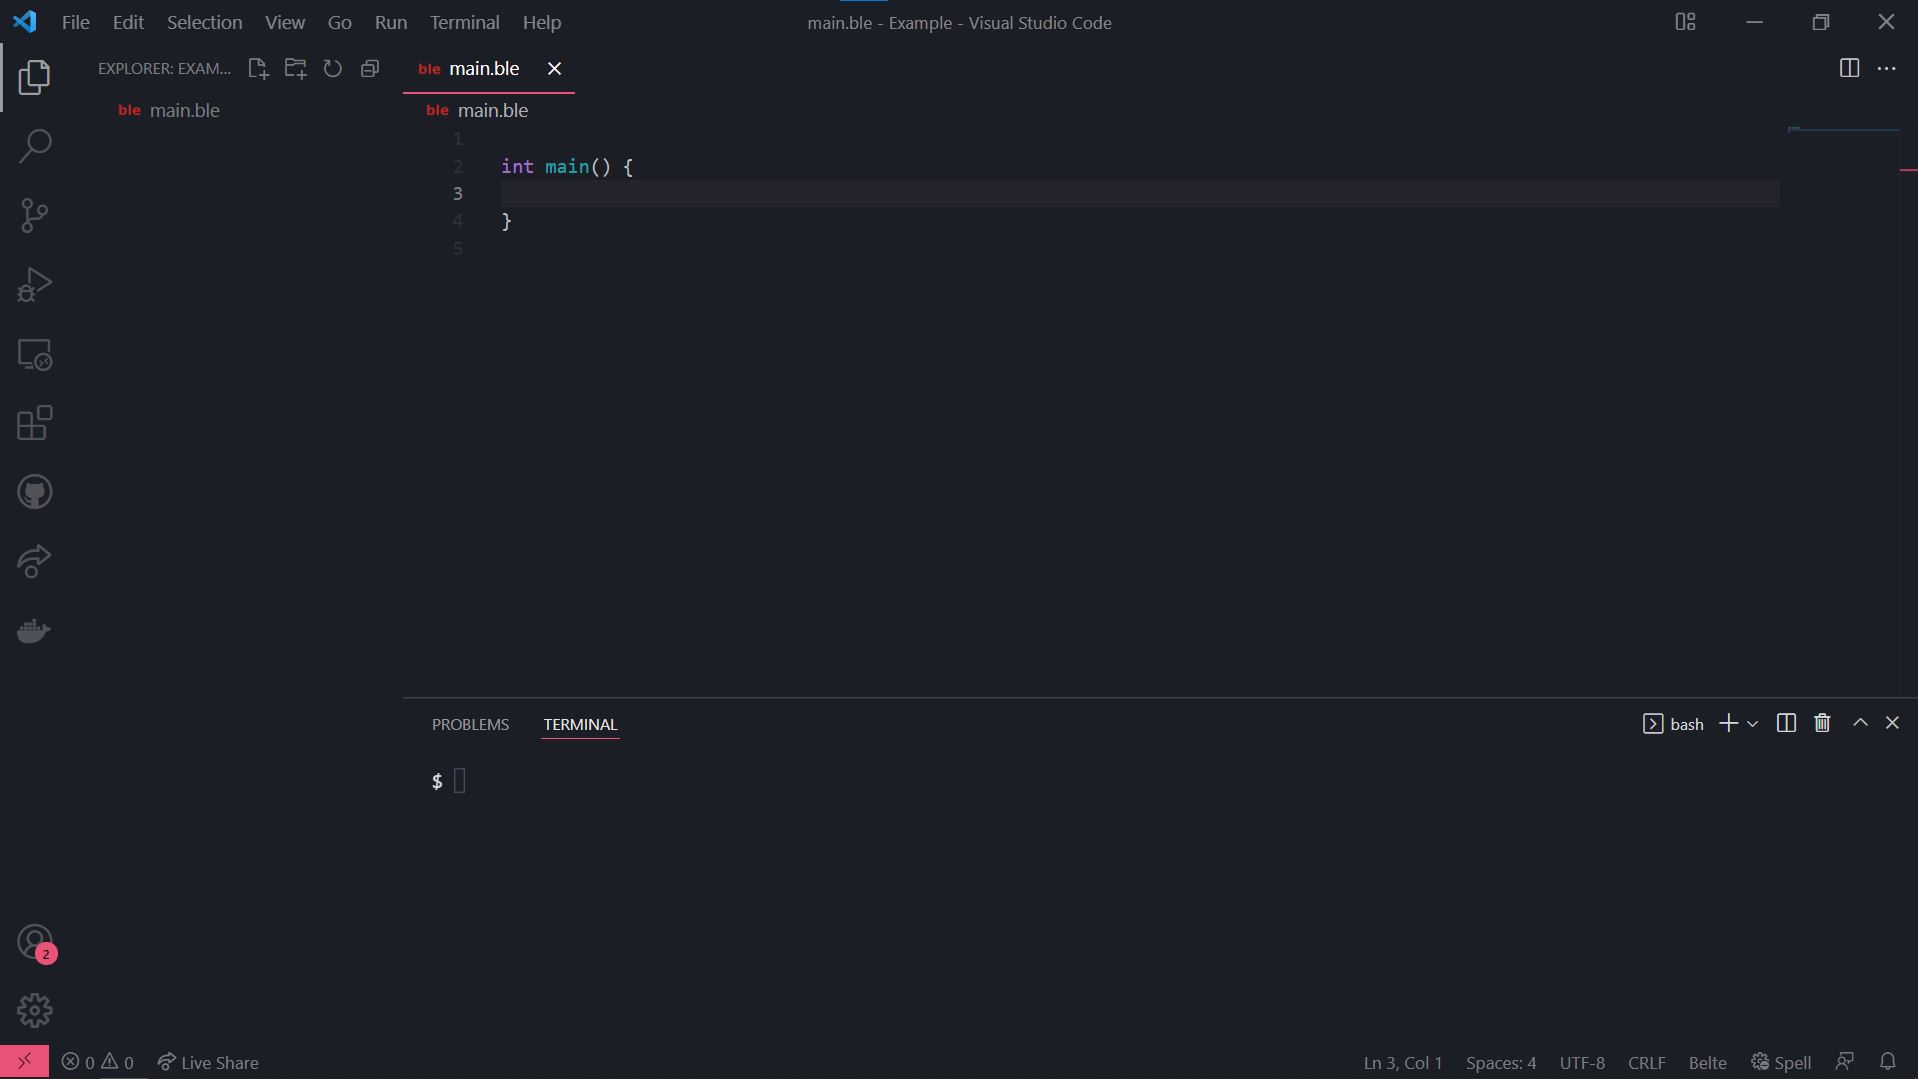 File Edit Selection View Go Run Terminal Help
main.ble - Example - Visual Studio Code
EXPLORER: EXAM...
ble main.ble
ble main.ble
ble main.ble
1
2 int main() {
3
4 }
5
PROBLEMS TERMINAL
bash
$
2
0 0 Live Share
Ln 3, Col 1 Spaces: 4 UTF-8 CRLF Belte Spell